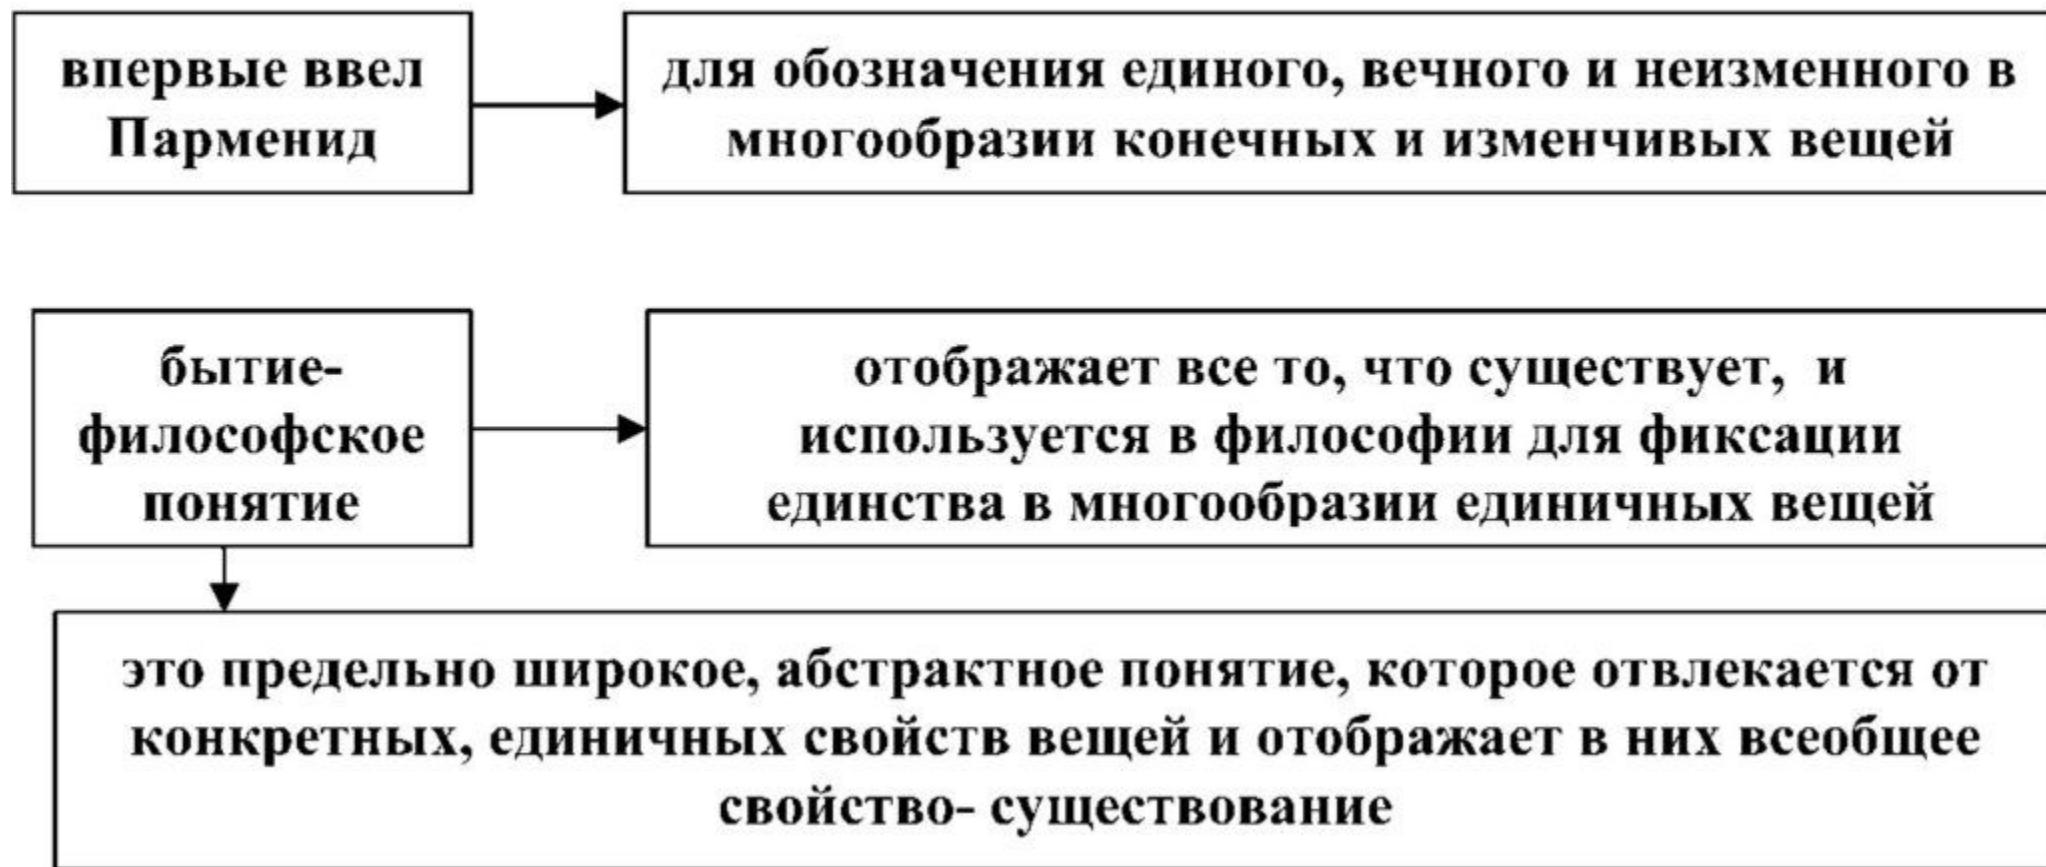 впервые ввел
Парменид
для обозначения единого, вечного и неизменного в
многообразии конечных и изменчивых вещей
бытие-
философское
понятие
отображает все то, что существует,  и
используется в философии для фиксации
единства в многообразии единичных вещей
это предельно широкое, абстрактное понятие, которое отвлекается от
конкретных, единичных свойств вещей и отображает в них всеобщее
свойство- существование